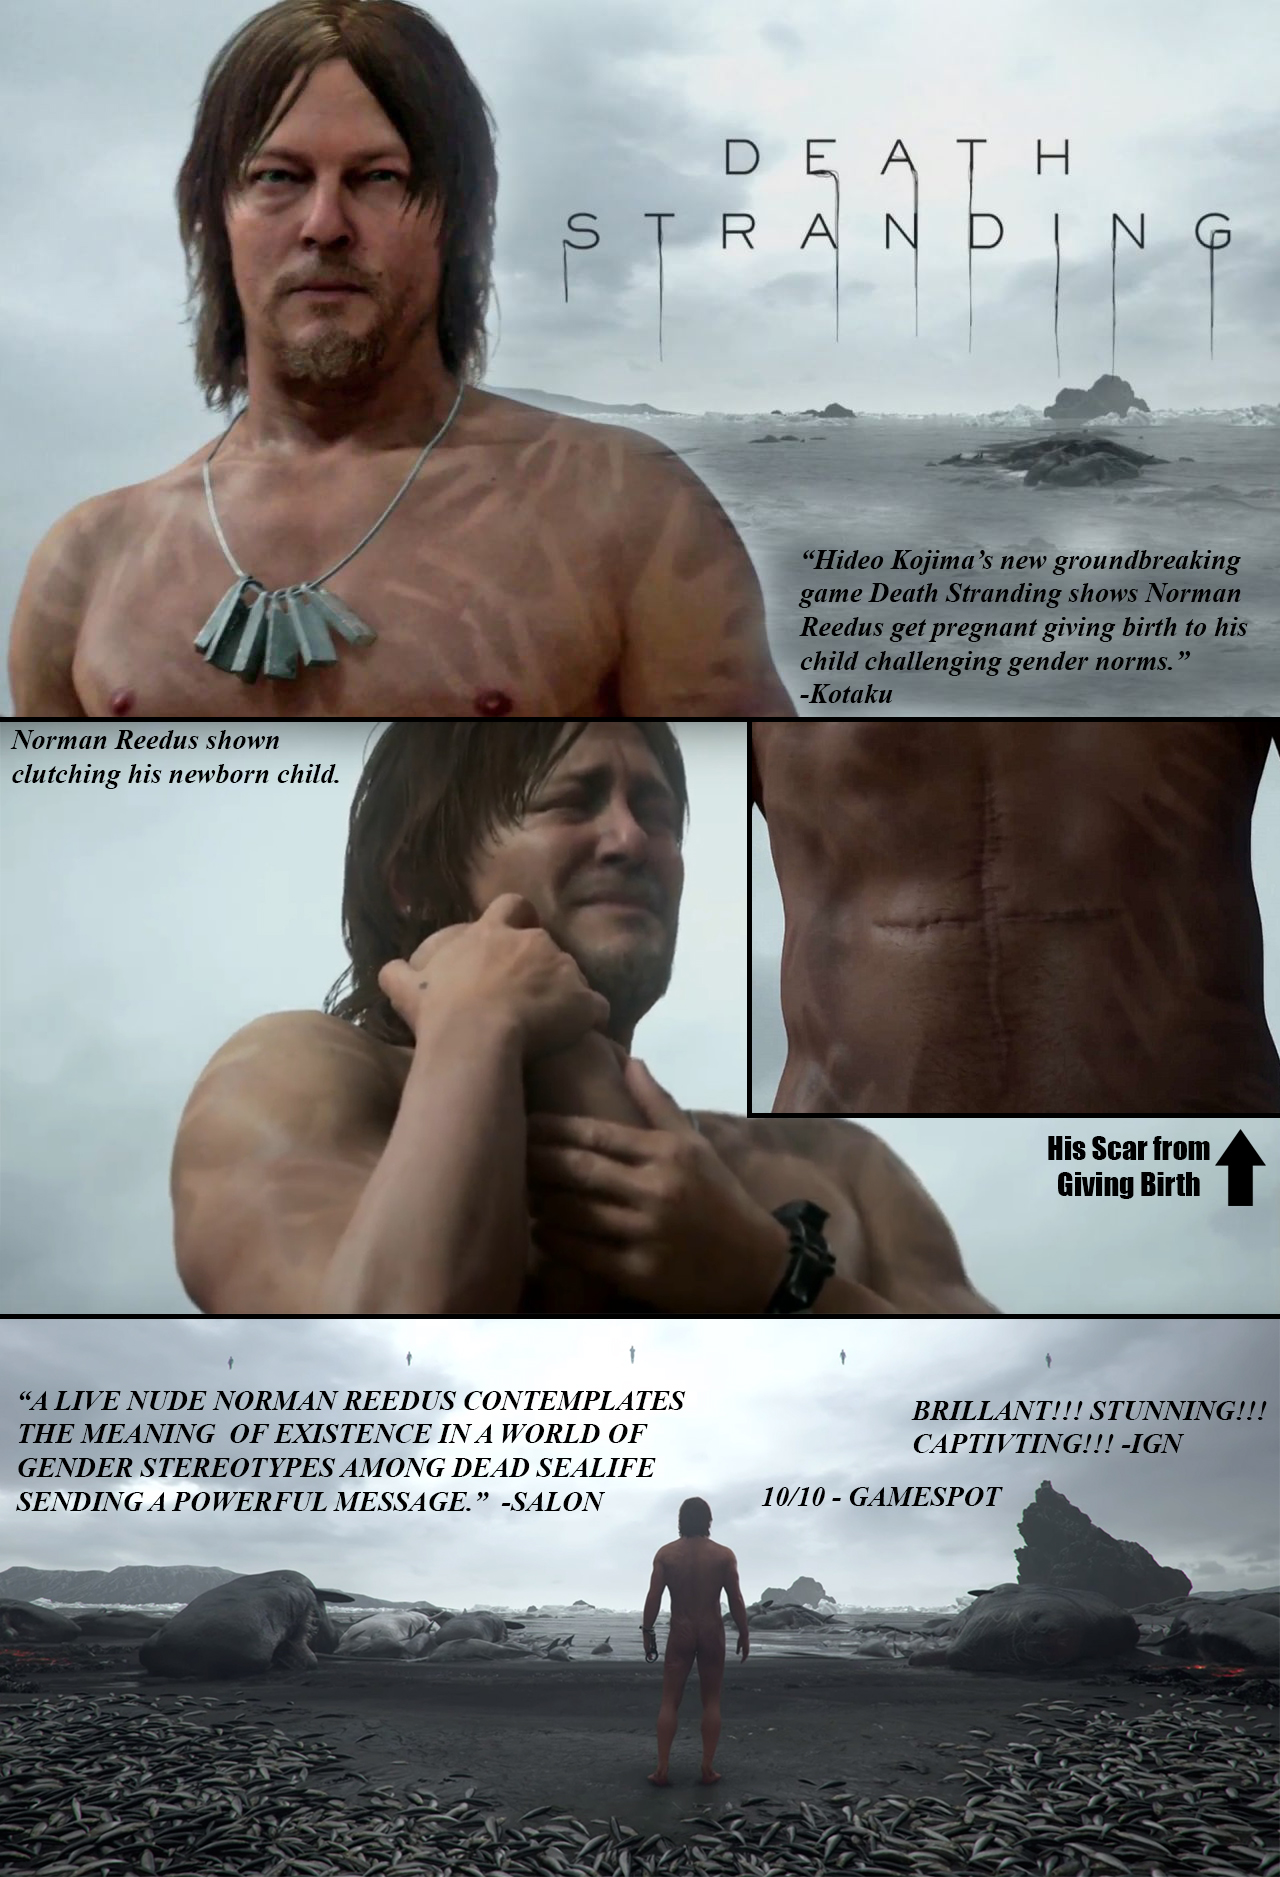 DEATH
STRANDING
“Hideo Kojima’s new groundbreaking
game Death Stranding shows Norman
Reedus get pregnant giving birth to his
child challenging gender norms.”
-Kotaku
Norman Reedus shown
clutching his newborn child.
His Scar from
Giving Birth
“A LIVE NUDE NORMAN REEDUS CONTEMPLATES
THE MEANING OF EXISTENCE IN A WORLD OF
GENDER STEREOTYPES AMONG DEAD SEALIFE
SENDING A POWERFUL MESSAGE.” -SALON
BRILLANT!!! STUNNING!!!
CAPTIVTING!!! -IGN
10/10 - GAMESPOT